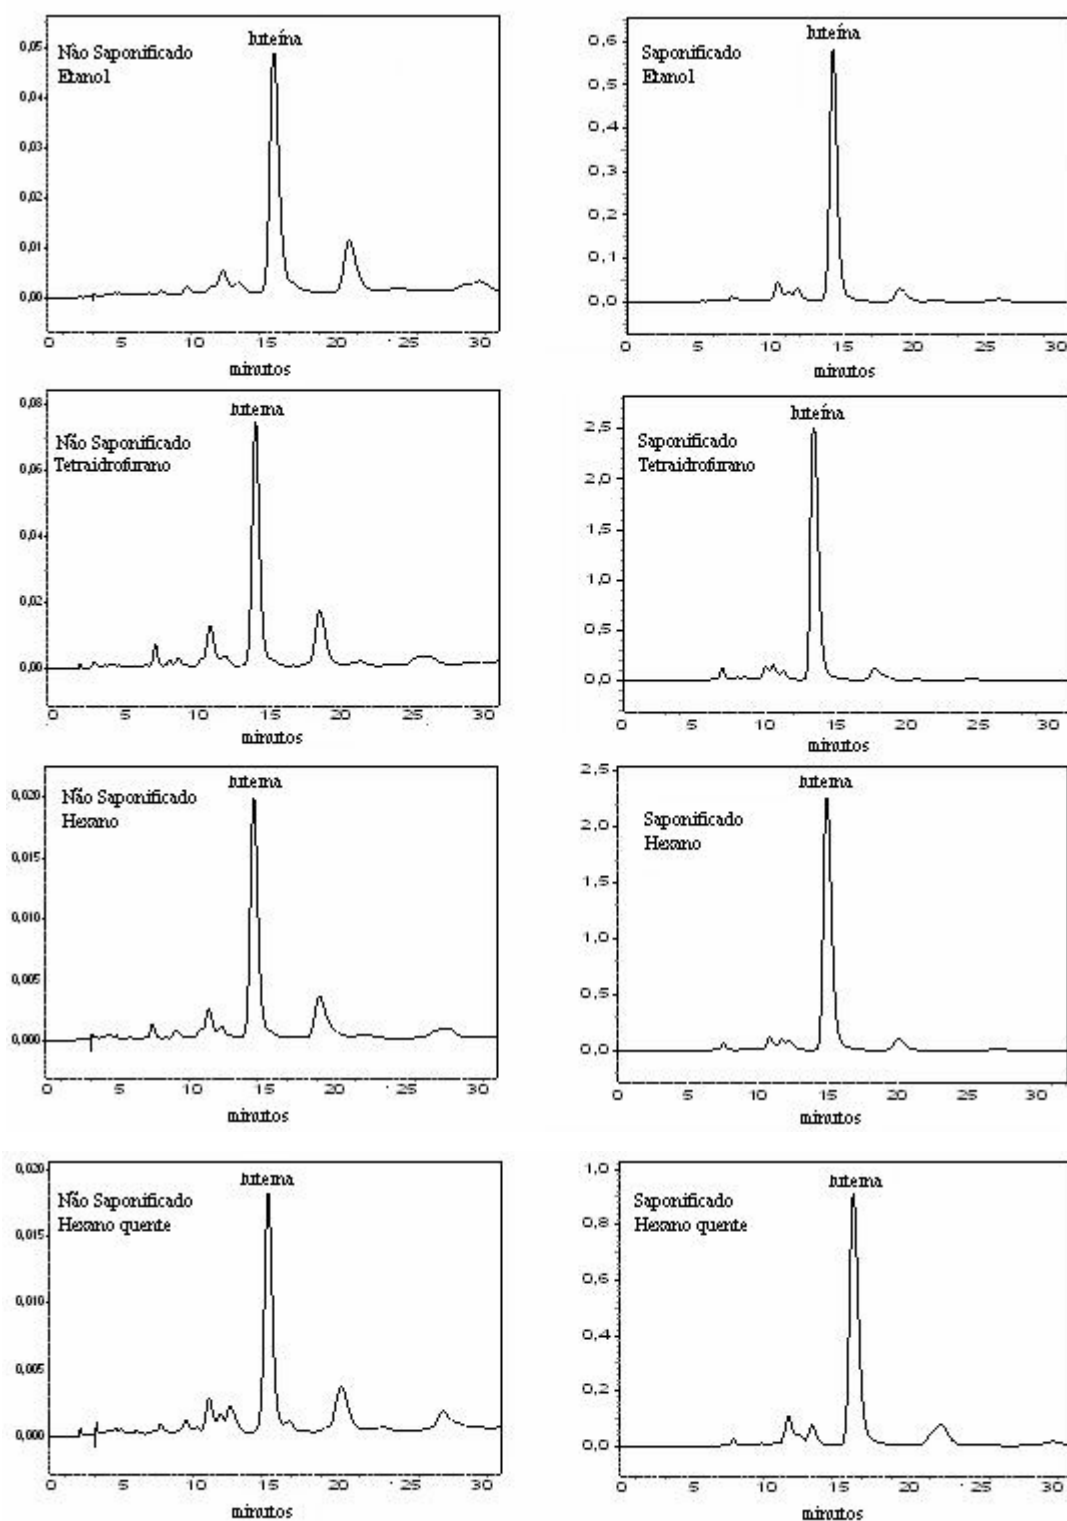 luteína
Não Saponificado
Etanol
0,05
0,04
0,03
0,02
0,01
0,00
0 5 10 15 20 25 30
minutos
luteína
Saponificado
Etanol
0,6
0,5
0,4
0,3
0,2
0,1
0,0
0 5 10 15 20 25 30
minutos
luteína
Não Saponificado
Tetraidrofurano
0,08
0,06
0,04
0,02
0,00
0 5 10 15 20 25 30
minutos
luteína
Saponificado
Tetraidrofurano
2,5
2,0
1,5
1,0
0,5
0,0
0 5 10 15 20 25 30
minutos
luteína
Não Saponificado
Hexano
0,020
0,015
0,010
0,005
0,000
0 5 10 15 20 25 30
minutos
luteína
Saponificado
Hexano
2,5
2,0
1,5
1,0
0,5
0,0
0 5 10 15 20 25 30
minutos
luteína
Não Saponificado
Hexano quente
0,020
0,015
0,010
0,005
0,000
0 5 10 15 20 25 30
minutos
luteína
Saponificado
Hexano quente
1,0
0,8
0,6
0,4
0,2
0,0
0 5 10 15 20 25 30
minutos